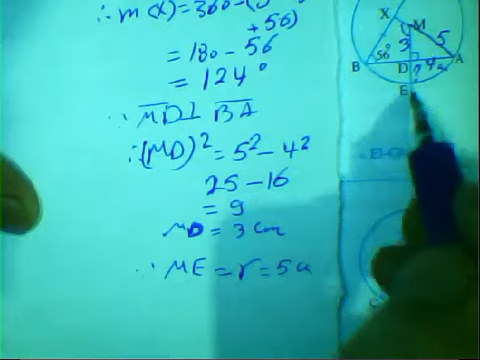 ∴ m(X)=360-(
+56)
= 180 - 56
= 124°
∴ MD ⊥ BA
∴ (MD)² = 5² - 4²
25 - 16
= 9
MD = 3 cm
∴ ME = r = 5
X
M
3
5
B
56°
D
4
A
E